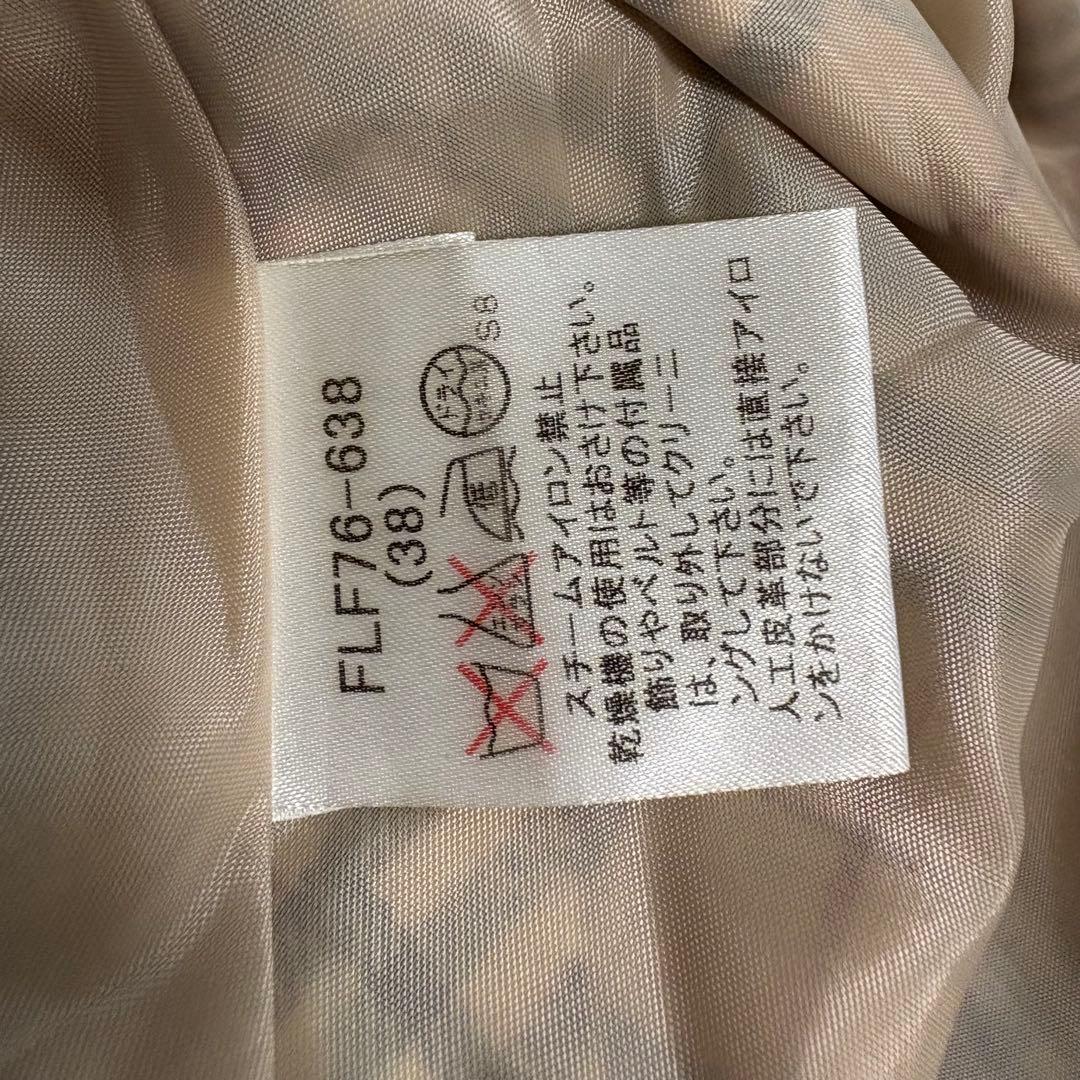 FLF76-638
(38)
低
ドライ
S8
スチームアイロン禁止
乾燥機の使用はおさけ下さい。
飾りやベルト等の付属品
は、取り外してクリーニ
ングして下さい。
人工皮革部分には直接アイロ
ンをかけないで下さい。